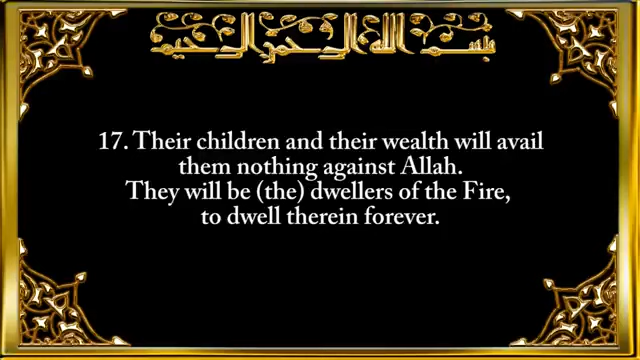 بسم الله الرحمن الرحيم
17. Their children and their wealth will avail
them nothing against Allah.
They will be (the) dwellers of the Fire,
to dwell therein forever.